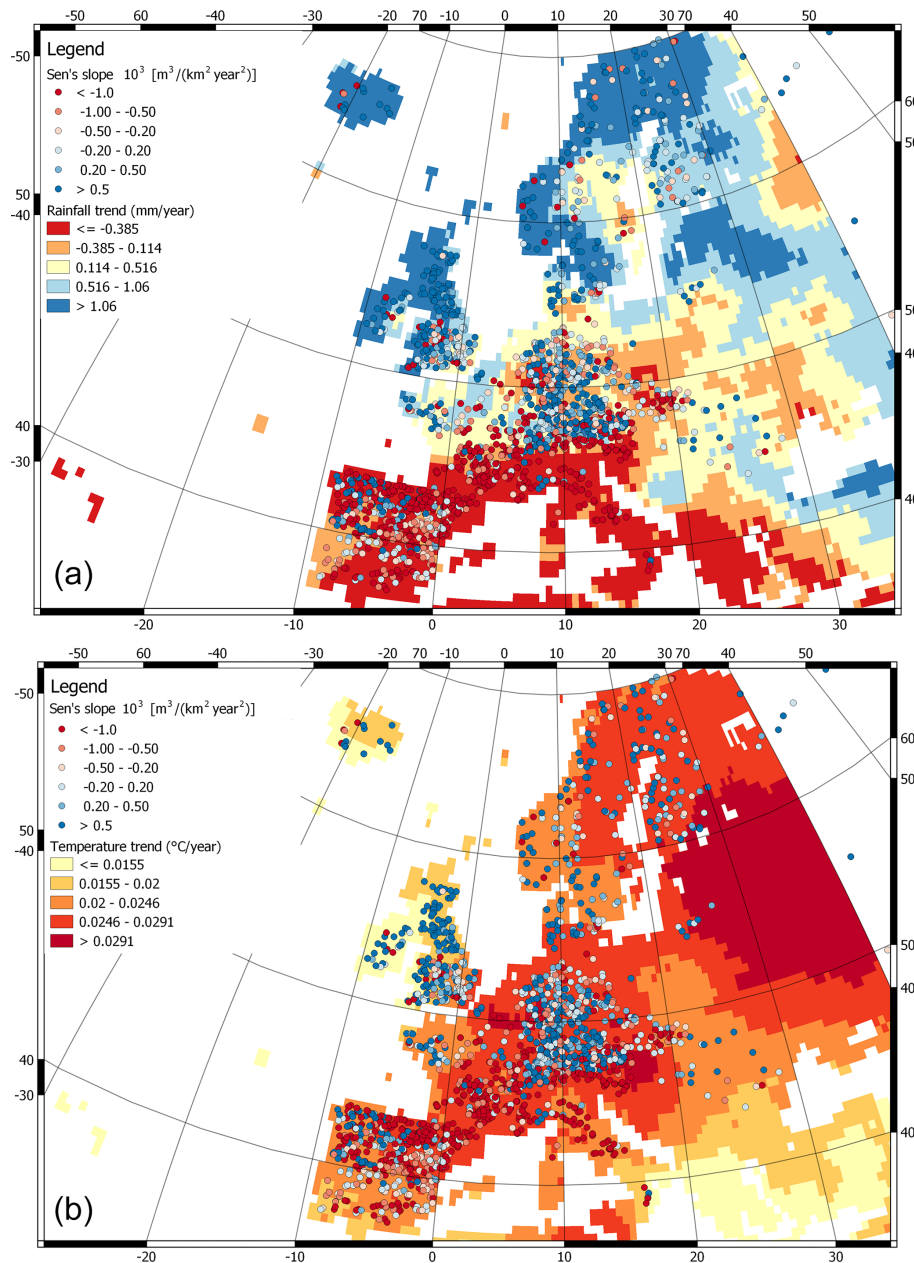 -50 60 -40 -30 -20 70 -10 0 10 20 30 70 40 50
-50
50
-40
40
-30
60
50
50
40
Legend
Sen's slope 10³ [m³/(km² year²)]
< -1.0
-1.00 - -0.50
-0.50 - -0.20
-0.20 - 0.20
0.20 - 0.50
> 0.5
Rainfall trend (mm/year)
<= -0.385
-0.385 - 0.114
0.114 - 0.516
0.516 - 1.06
> 1.06
(a)
-20 -10 0 10 20 30
-50 60 -40 -20 -30 70 -10 0 10 20 30 70 40 50
-50
50
-40
40
-30
60
50
50
40
40
Legend
Sen's slope 10³ [m³/(km² year²)]
< -1.0
-1.00 - -0.50
-0.50 - -0.20
-0.20 - 0.20
0.20 - 0.50
> 0.5
Temperature trend (°C/year)
<= 0.0155
0.0155 - 0.02
0.02 - 0.0246
0.0246 - 0.0291
> 0.0291
(b)
-20 -10 0 10 20 30